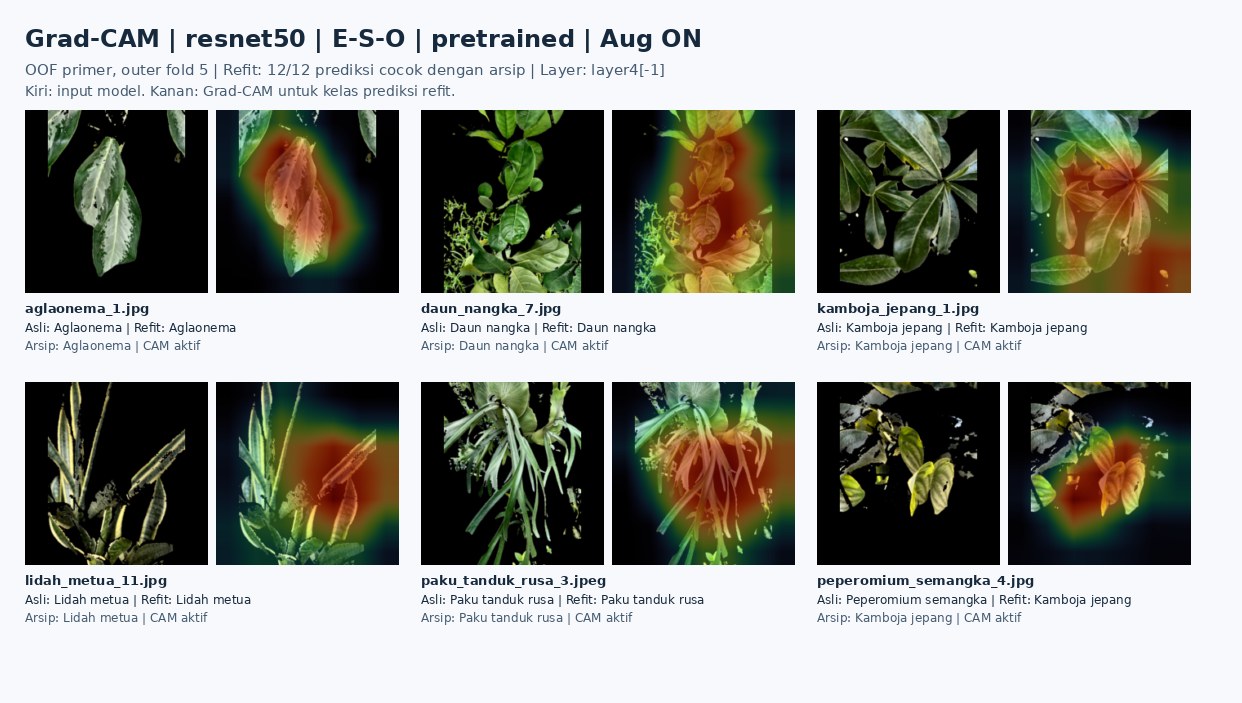 Grad-CAM | resnet50 | E-S-O | pretrained | Aug ON
OOF primer, outer fold 5 | Refit: 12/12 prediksi cocok dengan arsip | Layer: layer4[-1]
Kiri: input model. Kanan: Grad-CAM untuk kelas prediksi refit.
aglaonema_1.jpg
Asli: Aglaonema | Refit: Aglaonema
Arsip: Aglaonema | CAM aktif
daun_nangka_7.jpg
Asli: Daun nangka | Refit: Daun nangka
Arsip: Daun nangka | CAM aktif
kamboja_jepang_1.jpg
Asli: Kamboja jepang | Refit: Kamboja jepang
Arsip: Kamboja jepang | CAM aktif
lidah_metua_11.jpg
Asli: Lidah metua | Refit: Lidah metua
Arsip: Lidah metua | CAM aktif
paku_tanduk_rusa_3.jpeg
Asli: Paku tanduk rusa | Refit: Paku tanduk rusa
Arsip: Paku tanduk rusa | CAM aktif
peperomium_semangka_4.jpg
Asli: Peperomium semangka | Refit: Kamboja jepang
Arsip: Kamboja jepang | CAM aktif